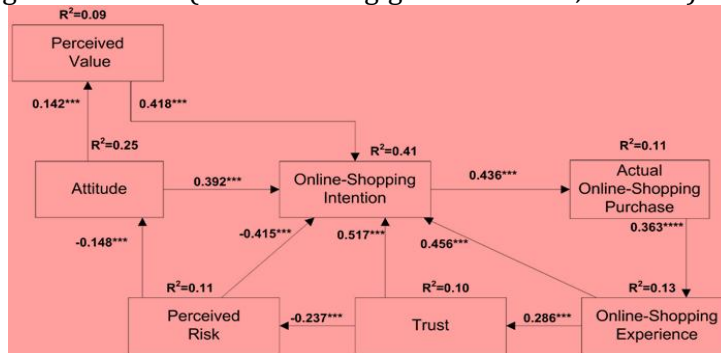 R²=0.09
Perceived
Value
0.142***
0.418***
R²=0.25
R²=0.41
R²=0.11
Attitude
0.392***
Online-Shopping
Intention
0.436***
Actual
Online-Shopping
Purchase
-0.148***
-0.415***
0.517***
0.456***
0.363****
R²=0.11
R²=0.10
R²=0.13
Perceived
Risk
-0.237***
Trust
0.286***
Online-Shopping
Experience